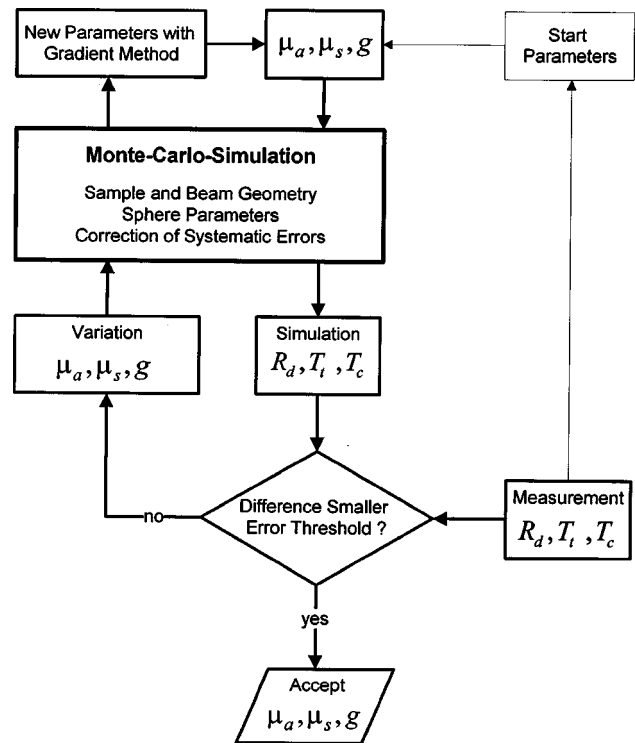 New Parameters with
Gradient Method
μa, μs, g
Start
Parameters
Monte-Carlo-Simulation
Sample and Beam Geometry
Sphere Parameters
Correction of Systematic Errors
Variation
μa, μs, g
Simulation
Rd, Tt, Tc
Difference Smaller
Error Threshold ?
no
Measurement
Rd, Tt, Tc
yes
Accept
μa, μs, g